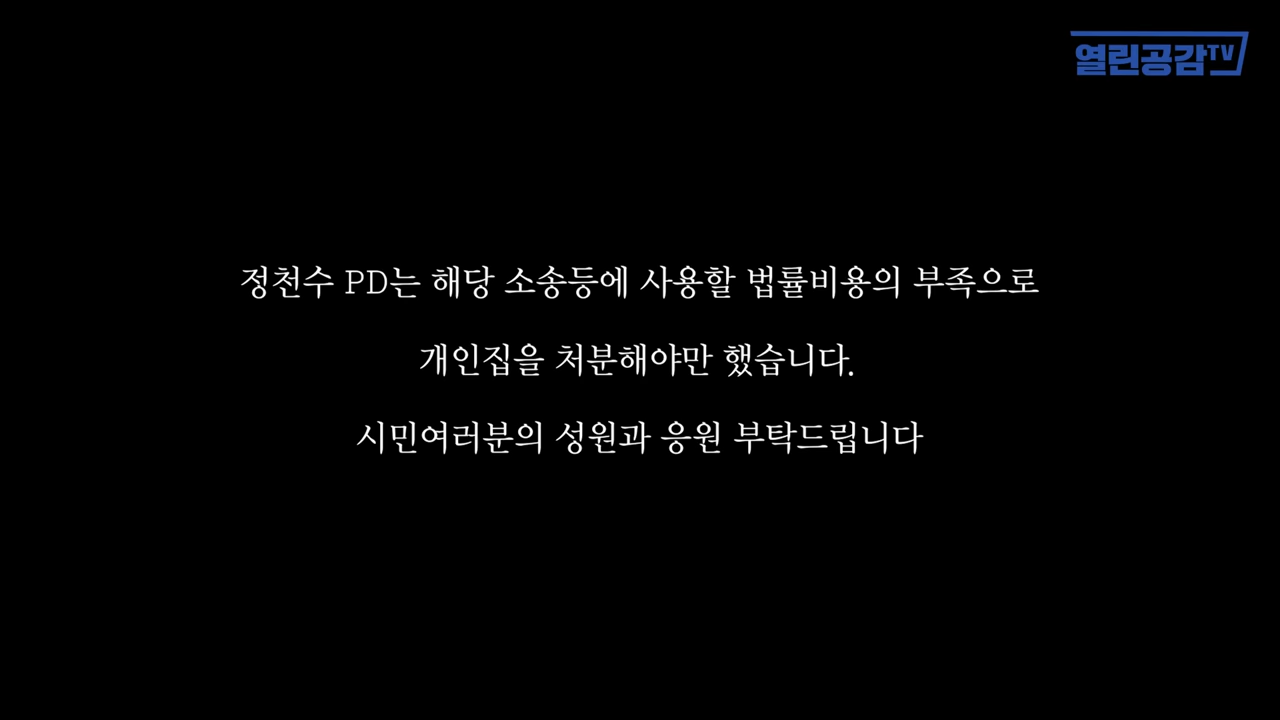 열린공감TV
정천수 PD는 해당 소송등에 사용할 법률비용의 부족으로
개인집을 처분해야만 했습니다.
시민여러분의 성원과 응원 부탁드립니다